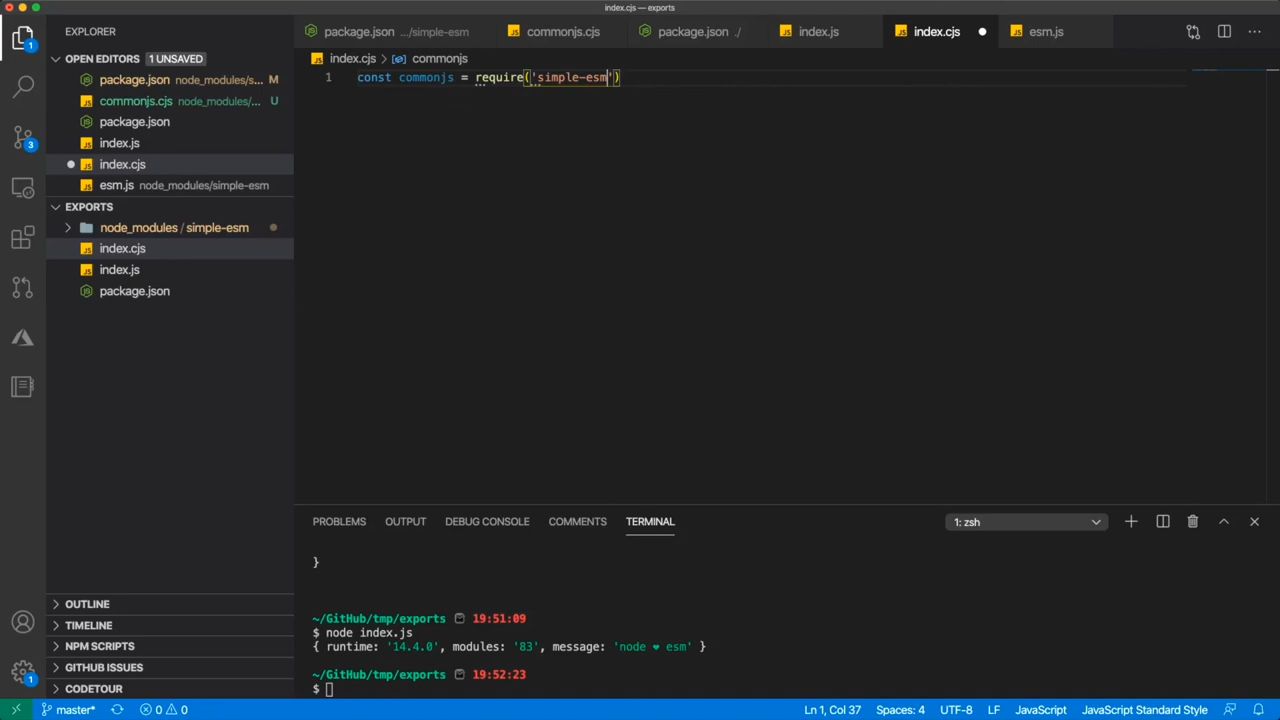 index.cjs — exports
EXPLORER
package.json .../simple-esm
commonjs.cjs
package.json ./
index.js
index.cjs
esm.js
OPEN EDITORS 1 UNSAVED
package.json node_modules/s... M
commonjs.cjs node_modules/... U
package.json
index.js
index.cjs
esm.js node_modules/simple-esm
EXPORTS
node_modules / simple-esm
index.cjs
index.js
package.json
OUTLINE
TIMELINE
NPM SCRIPTS
GITHUB ISSUES
CODETOUR
1
3
1
index.cjs > commonjs
1 const commonjs = require('simple-esm')
PROBLEMS OUTPUT DEBUG CONSOLE COMMENTS TERMINAL 1: zsh
}
~/GitHub/tmp/exports 19:51:09
$ node index.js
{ runtime: '14.4.0', modules: '83', message: 'node ❤ esm' }
~/GitHub/tmp/exports 19:52:23
$
master* 0 0 Ln 1, Col 37 Spaces: 4 UTF-8 LF JavaScript JavaScript Standard Style